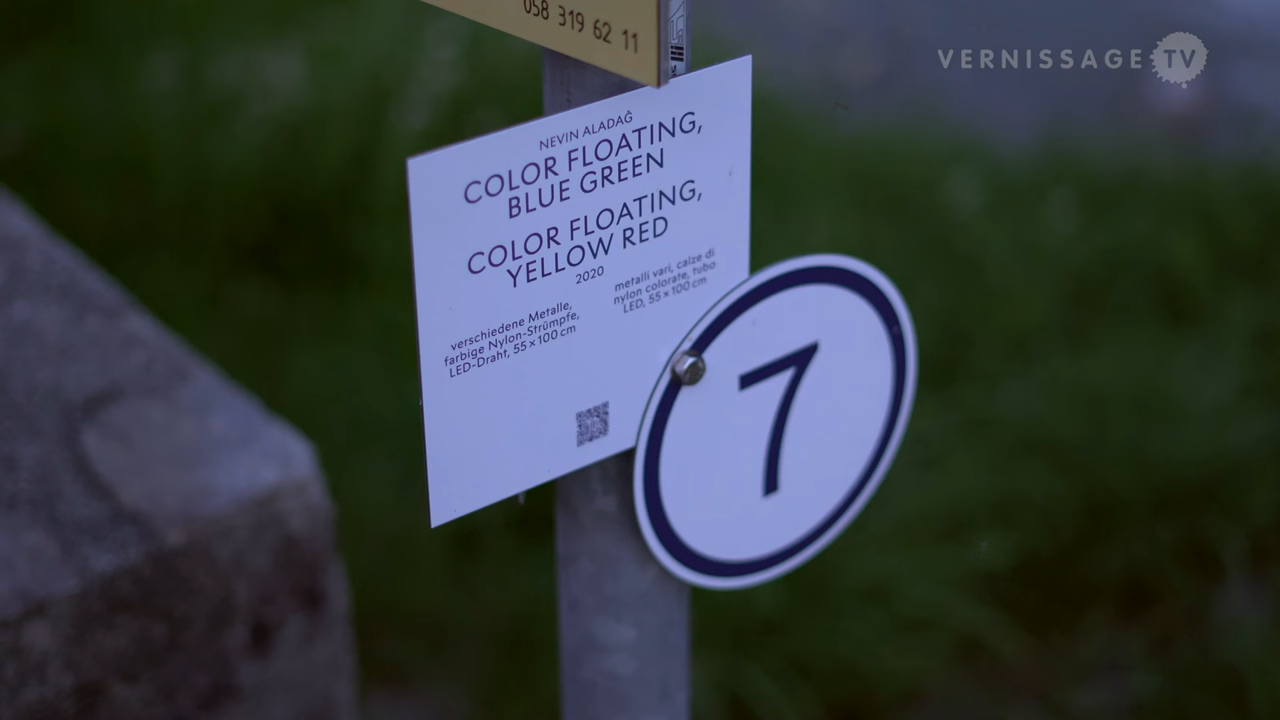 058 319 62 11
VERNISSAGE TV
NEVIN ALADAĞ
COLOR FLOATING,
BLUE GREEN
COLOR FLOATING,
YELLOW RED
2020
verschiedene Metalle,
farbige Nylon-Strümpfe,
LED-Draht, 55 × 100 cm
metalli vari, calze di
nylon colorate, tubo
LED, 55 × 100 cm
7